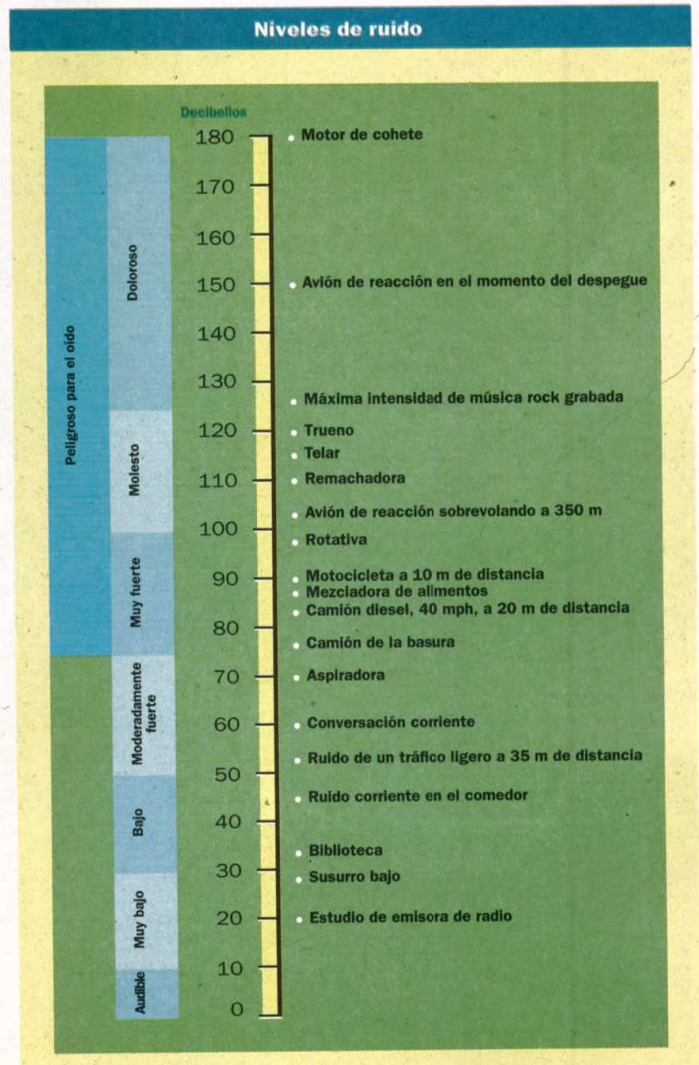 Niveles de ruido
Decibelios
180
Motor de cohete
170
160
150
Avión de reacción en el momento del despegue
140
130
Máxima intensidad de música rock grabada
120
Trueno
Telar
110
Remachadora
Avión de reacción sobrevolando a 350 m
100
Rotativa
90
Motocicleta a 10 m de distancia
Mezcladora de alimentos
Camión diesel, 40 mph, a 20 m de distancia
80
Camión de la basura
70
Aspiradora
60
Conversación corriente
Ruido de un tráfico ligero a 35 m de distancia
50
Ruido corriente en el comedor
40
Biblioteca
30
Susurro bajo
20
Estudio de emisora de radio
10
0
Peligroso para el oído
Doloroso
Molesto
Muy fuerte
Moderadamente
fuerte
Bajo
Muy bajo
Audible